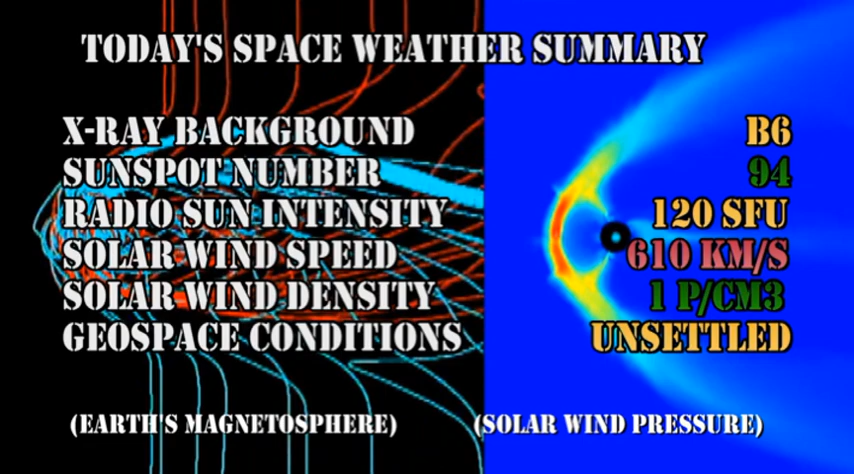 TODAY'S SPACE WEATHER SUMMARY
X-RAY BACKGROUND B6
SUNSPOT NUMBER 94
RADIO SUN INTENSITY 120 SFU
SOLAR WIND SPEED 610 KM/S
SOLAR WIND DENSITY 1 P/CM3
GEOSPACE CONDITIONS UNSETTLED
(EARTH'S MAGNETOSPHERE) (SOLAR WIND PRESSURE)